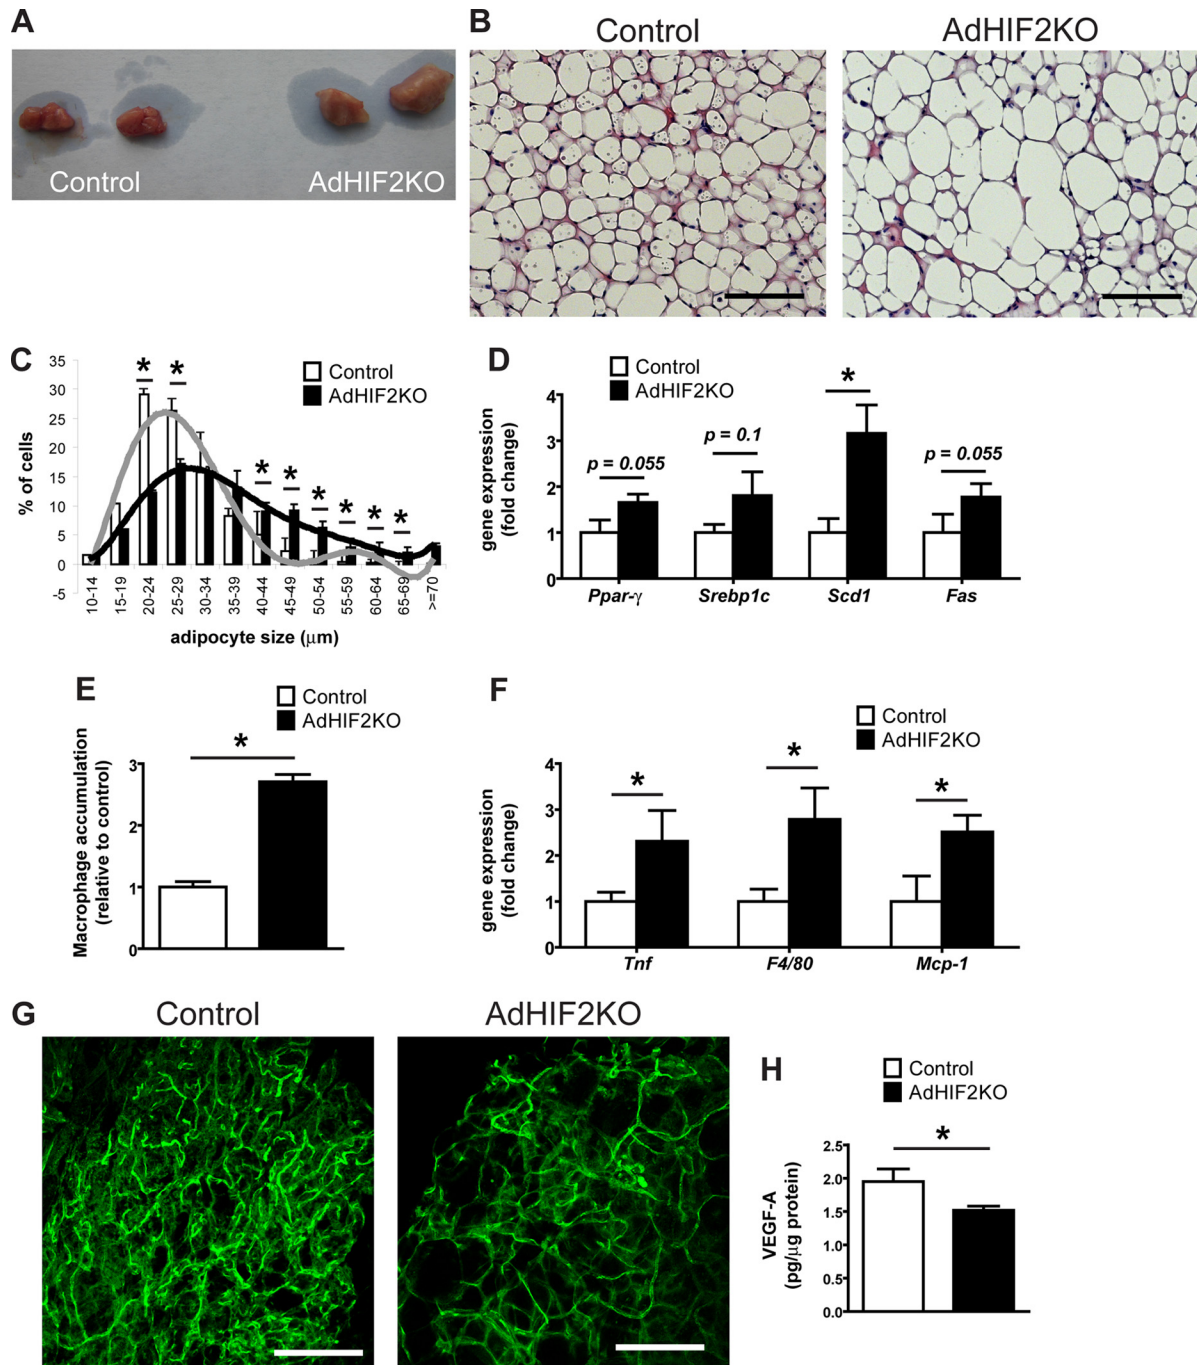 A
Control
AdHIF2KO
B
Control
AdHIF2KO
C
35
30
25
20
15
10
5
0
-5
% of cells
* *
* * * * * *
Control
AdHIF2KO
10-14
15-19
20-24
25-29
30-34
35-39
40-44
45-49
50-54
55-59
60-64
65-69
>=70
adipocyte size (μm)
D
Control
AdHIF2KO
gene expression
(fold change)
4
3
2
1
0
p = 0.055
p = 0.1
*
p = 0.055
Ppar-γ
Srebp1c
Scd1
Fas
E
Control
AdHIF2KO
Macrophage accumulation
(relative to control)
3
2
1
0
*
F
Control
AdHIF2KO
gene expression
(fold change)
4
3
2
1
0
*
*
*
Tnf
F4/80
Mcp-1
G
Control
AdHIF2KO
H
Control
AdHIF2KO
VEGF-A
(pg/μg protein)
2.5
2.0
1.5
1.0
0.5
0.0
*